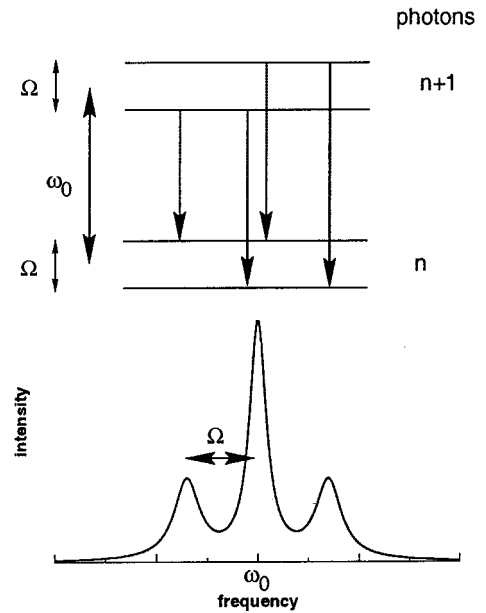 photons
Ω
n+1
ω0
Ω
n
intensity
Ω
ω0
frequency